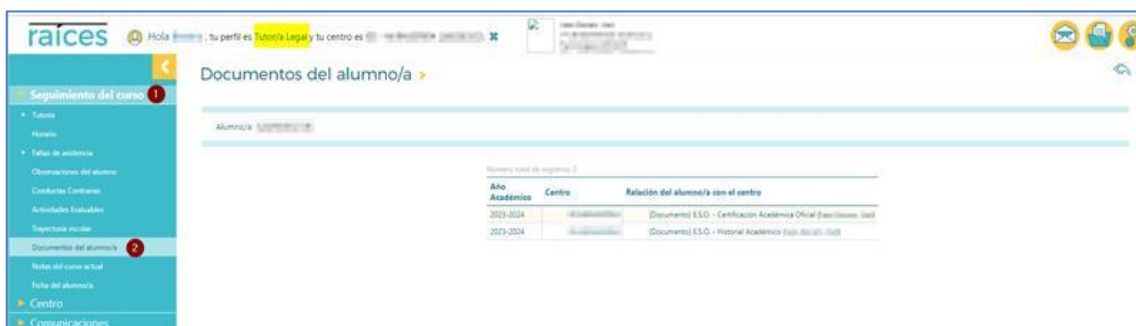 raíces
Hola , tu perfil es Tutor/a Legal y tu centro es
Documentos del alumno/a
Seguimiento del curso 1
Tutoría
Horario
Faltas de asistencia
Observaciones del alumno
Conductas Contrarias
Actividades Evaluables
Trayectoria escolar
Documentos del alumno/a 2
Notas del curso actual
Ficha del alumno/a
Centro
Comunicaciones
Alumno/a:
Número total de registros: 2
Año Académico Centro Relación del alumno/a con el centro
2023-2024 (Documento) E.S.O. - Certificación Académica Oficial
2023-2024 (Documento) E.S.O. - Historial Académico